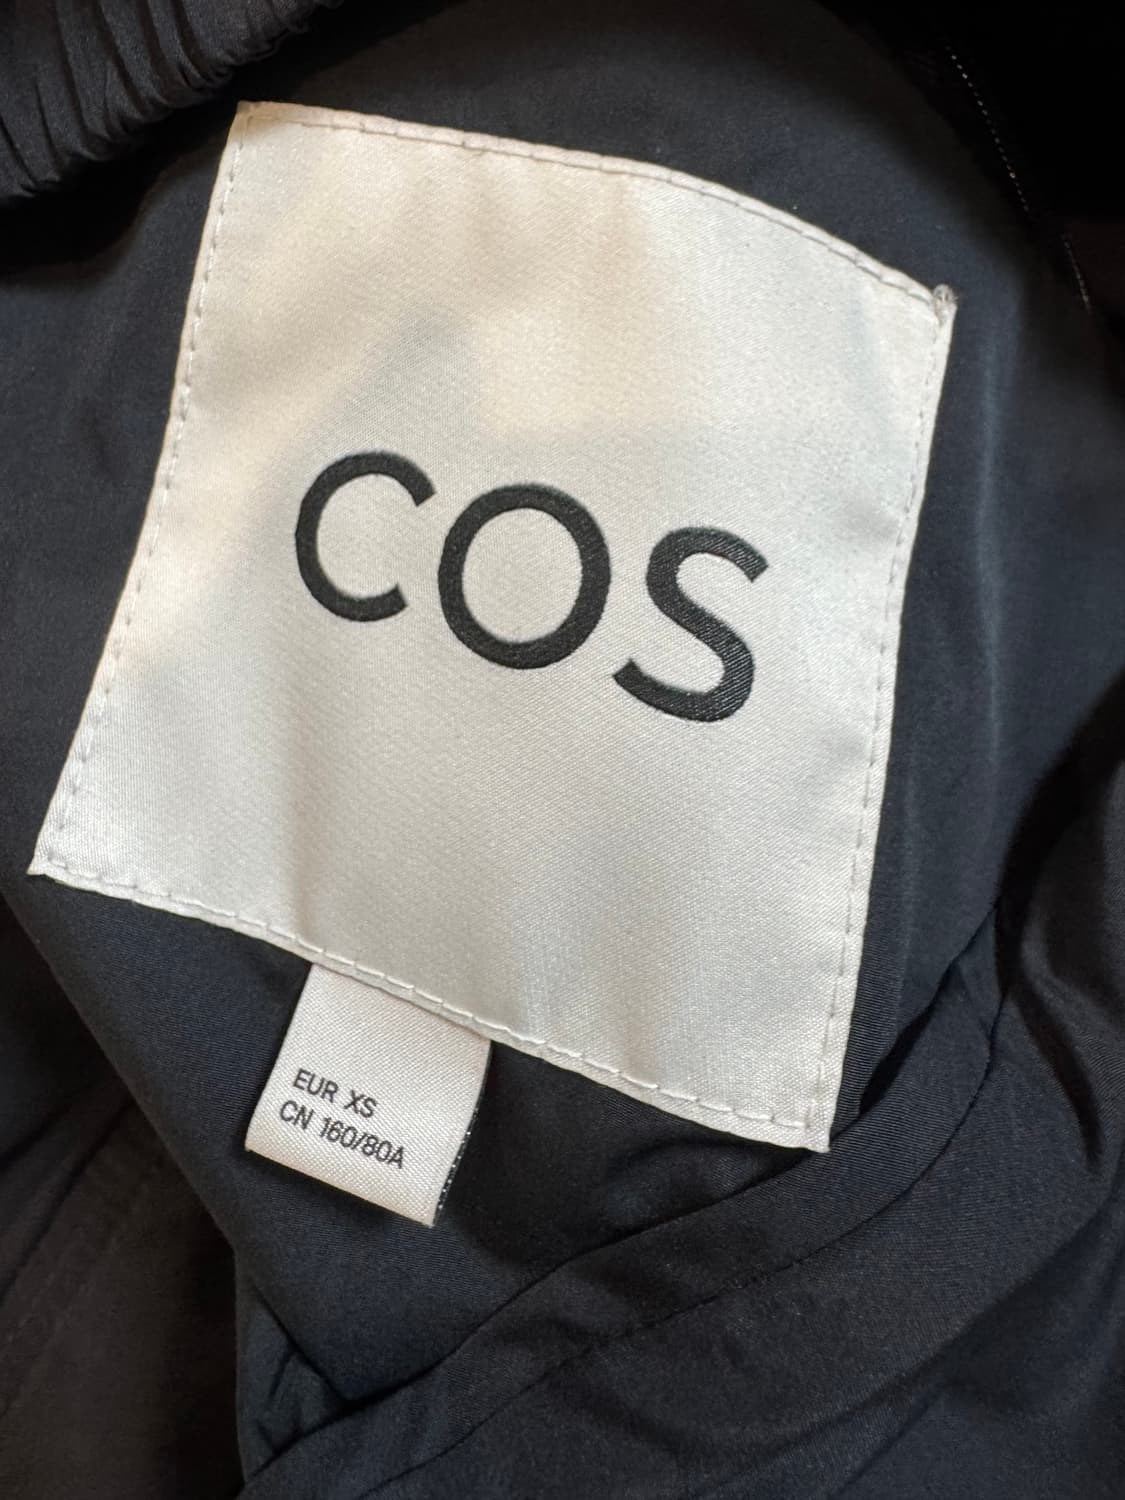 COS
EUR XS
CN 160/80A